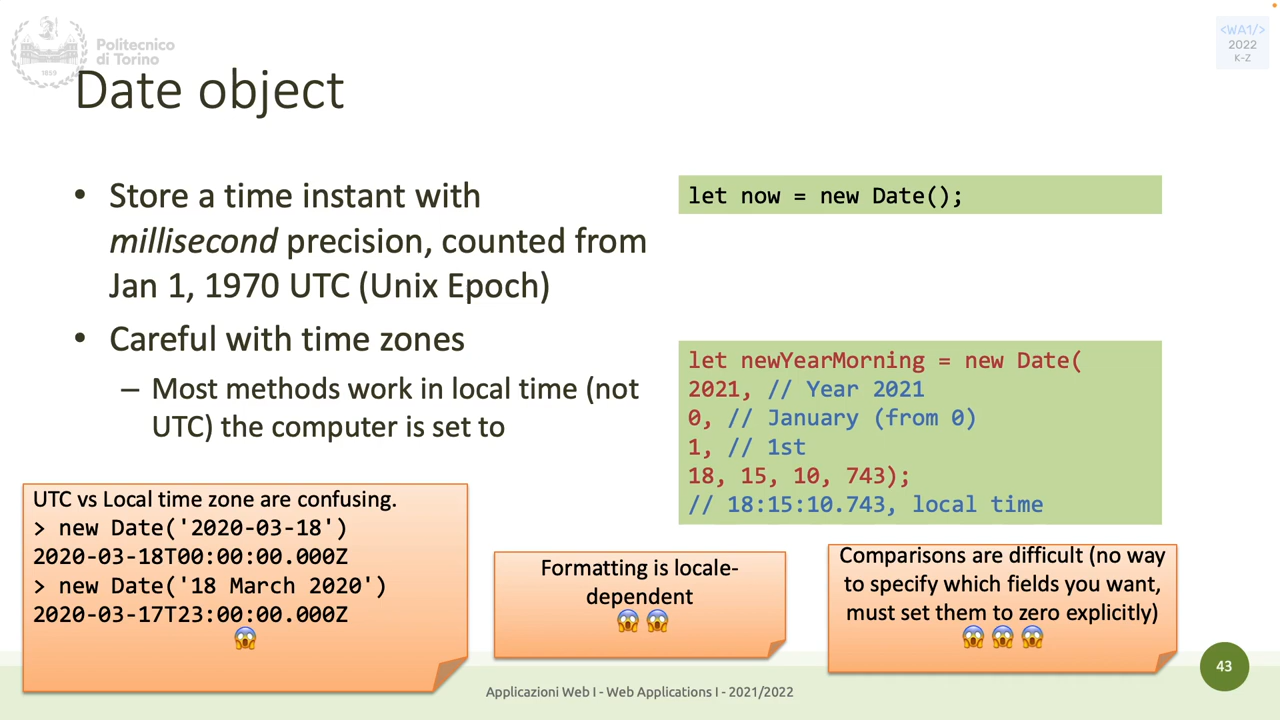 Politecnico
di Torino
1859
<WA1/>
2022
K-Z
Date object
• Store a time instant with
millisecond precision, counted from
Jan 1, 1970 UTC (Unix Epoch)
• Careful with time zones
– Most methods work in local time (not
UTC) the computer is set to
let now = new Date();
let newYearMorning = new Date(
2021, // Year 2021
0, // January (from 0)
1, // 1st
18, 15, 10, 743);
// 18:15:10.743, local time
UTC vs Local time zone are confusing.
> new Date('2020-03-18')
2020-03-18T00:00:00.000Z
> new Date('18 March 2020')
2020-03-17T23:00:00.000Z
😱
Formatting is locale-
dependent
😱 😱
Comparisons are difficult (no way
to specify which fields you want,
must set them to zero explicitly)
😱 😱 😱
Applicazioni Web I - Web Applications I - 2021/2022
43